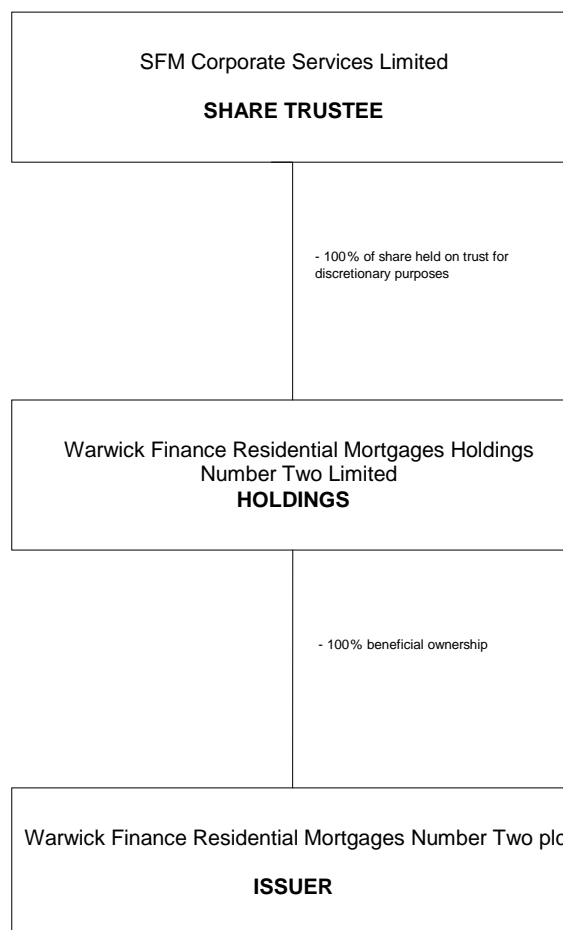 SFM Corporate Services Limited
SHARE TRUSTEE
- 100% of share held on trust for
discretionary purposes
Warwick Finance Residential Mortgages Holdings
Number Two Limited
HOLDINGS
- 100% beneficial ownership
Warwick Finance Residential Mortgages Number Two plc
ISSUER